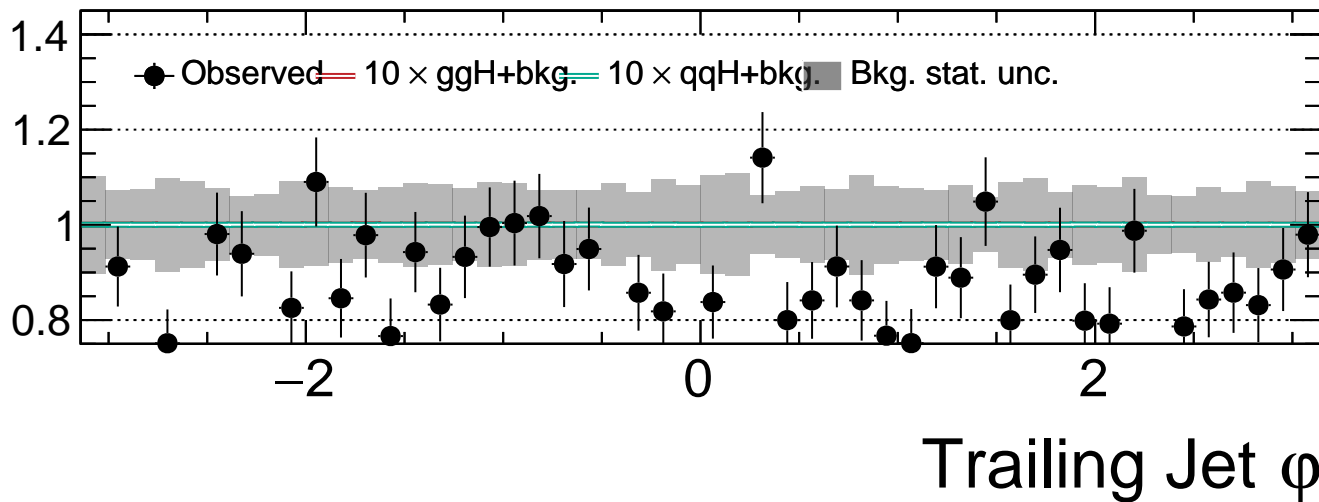 1.4
Observed 10 × ggH+bkg. 10 × qqH+bkg. Bkg. stat. unc.
1.2
1
0.8
−2 0 2
Trailing Jet φ